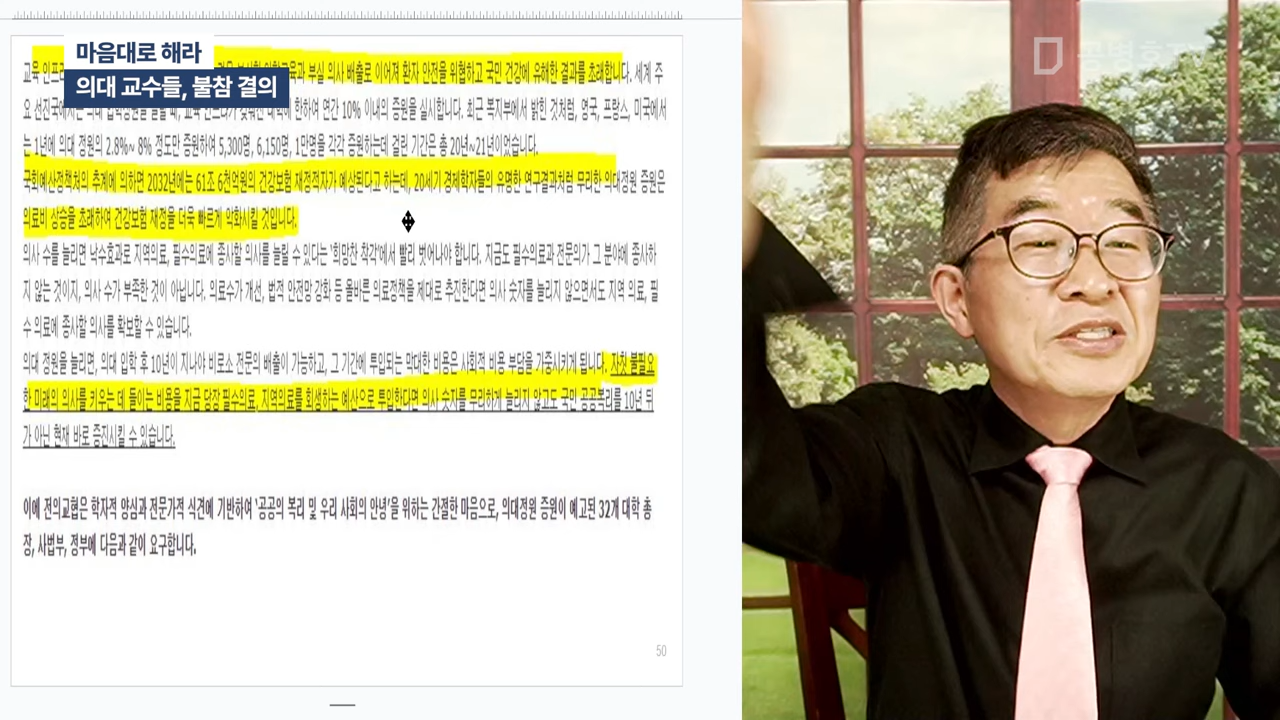 마음대로 해라
의대 교수들, 불참 결의
교육 인프라 부실 의사 배출로 이어져 환자 안전을 위협하고 국민 건강에 유해한 결과를 초래합니다. 세계 주
요 선진국에서는 연간 10% 이내의 증원을 실시합니다. 최근 복지부에서 밝힌 것처럼, 영국, 프랑스, 미국에서
는 1년에 의대 정원의 2.8%~ 8% 정도만 증원하여 5,300명, 6,150명, 1만명을 각각 증원하는데 걸린 기간은 총 20년~21년이었습니다.
국회예산정책처의 추계에 의하면 2032년에는 61조 6천억원의 건강보험 재정적자가 예상된다고 하는데, 20세기 경제학자들의 유명한 연구결과처럼 무리한 의대정원 증원은
의료비 상승을 초래하여 건강보험 재정을 더욱 빠르게 악화시킬 것입니다.
의사 수를 늘리면 낙수효과로 지역의료, 필수의료에 종사할 의사를 늘릴 수 있다는 '희망찬 착각'에서 빨리 벗어나야 합니다. 지금도 필수의료과 전문의가 그 분야에 종사하
지 않는 것이지, 의사 수가 부족한 것이 아닙니다. 의료수가 개선, 법적 안전망 강화 등 올바른 의료정책을 제대로 추진한다면 의사 숫자를 늘리지 않으면서도 지역 의료, 필
수 의료에 종사할 의사를 확보할 수 있습니다.
의대 정원을 늘리면, 의대 입학 후 10년이 지나야 비로소 전문의 배출이 가능하고, 그 기간에 투입되는 막대한 비용은 사회적 비용 부담을 가중시키게 됩니다. 자칫 불필요
한 미래의 의사를 키우는 데 들이는 비용을 지금 당장 필수의료, 지역의료를 회생하는 예산으로 투입한다면 의사 숫자를 무리하게 늘리지 않고도 국민 공공복리를 10년 뒤
가 아닌 현재 바로 증진시킬 수 있습니다.
이에 전의교협은 학자적 양심과 전문가적 식견에 기반하여 '공공의 복리 및 우리 사회의 안녕'을 위하는 간절한 마음으로, 의대정원 증원이 예고된 32개 대학 총
장, 사법부, 정부에 다음과 같이 요구합니다.
50